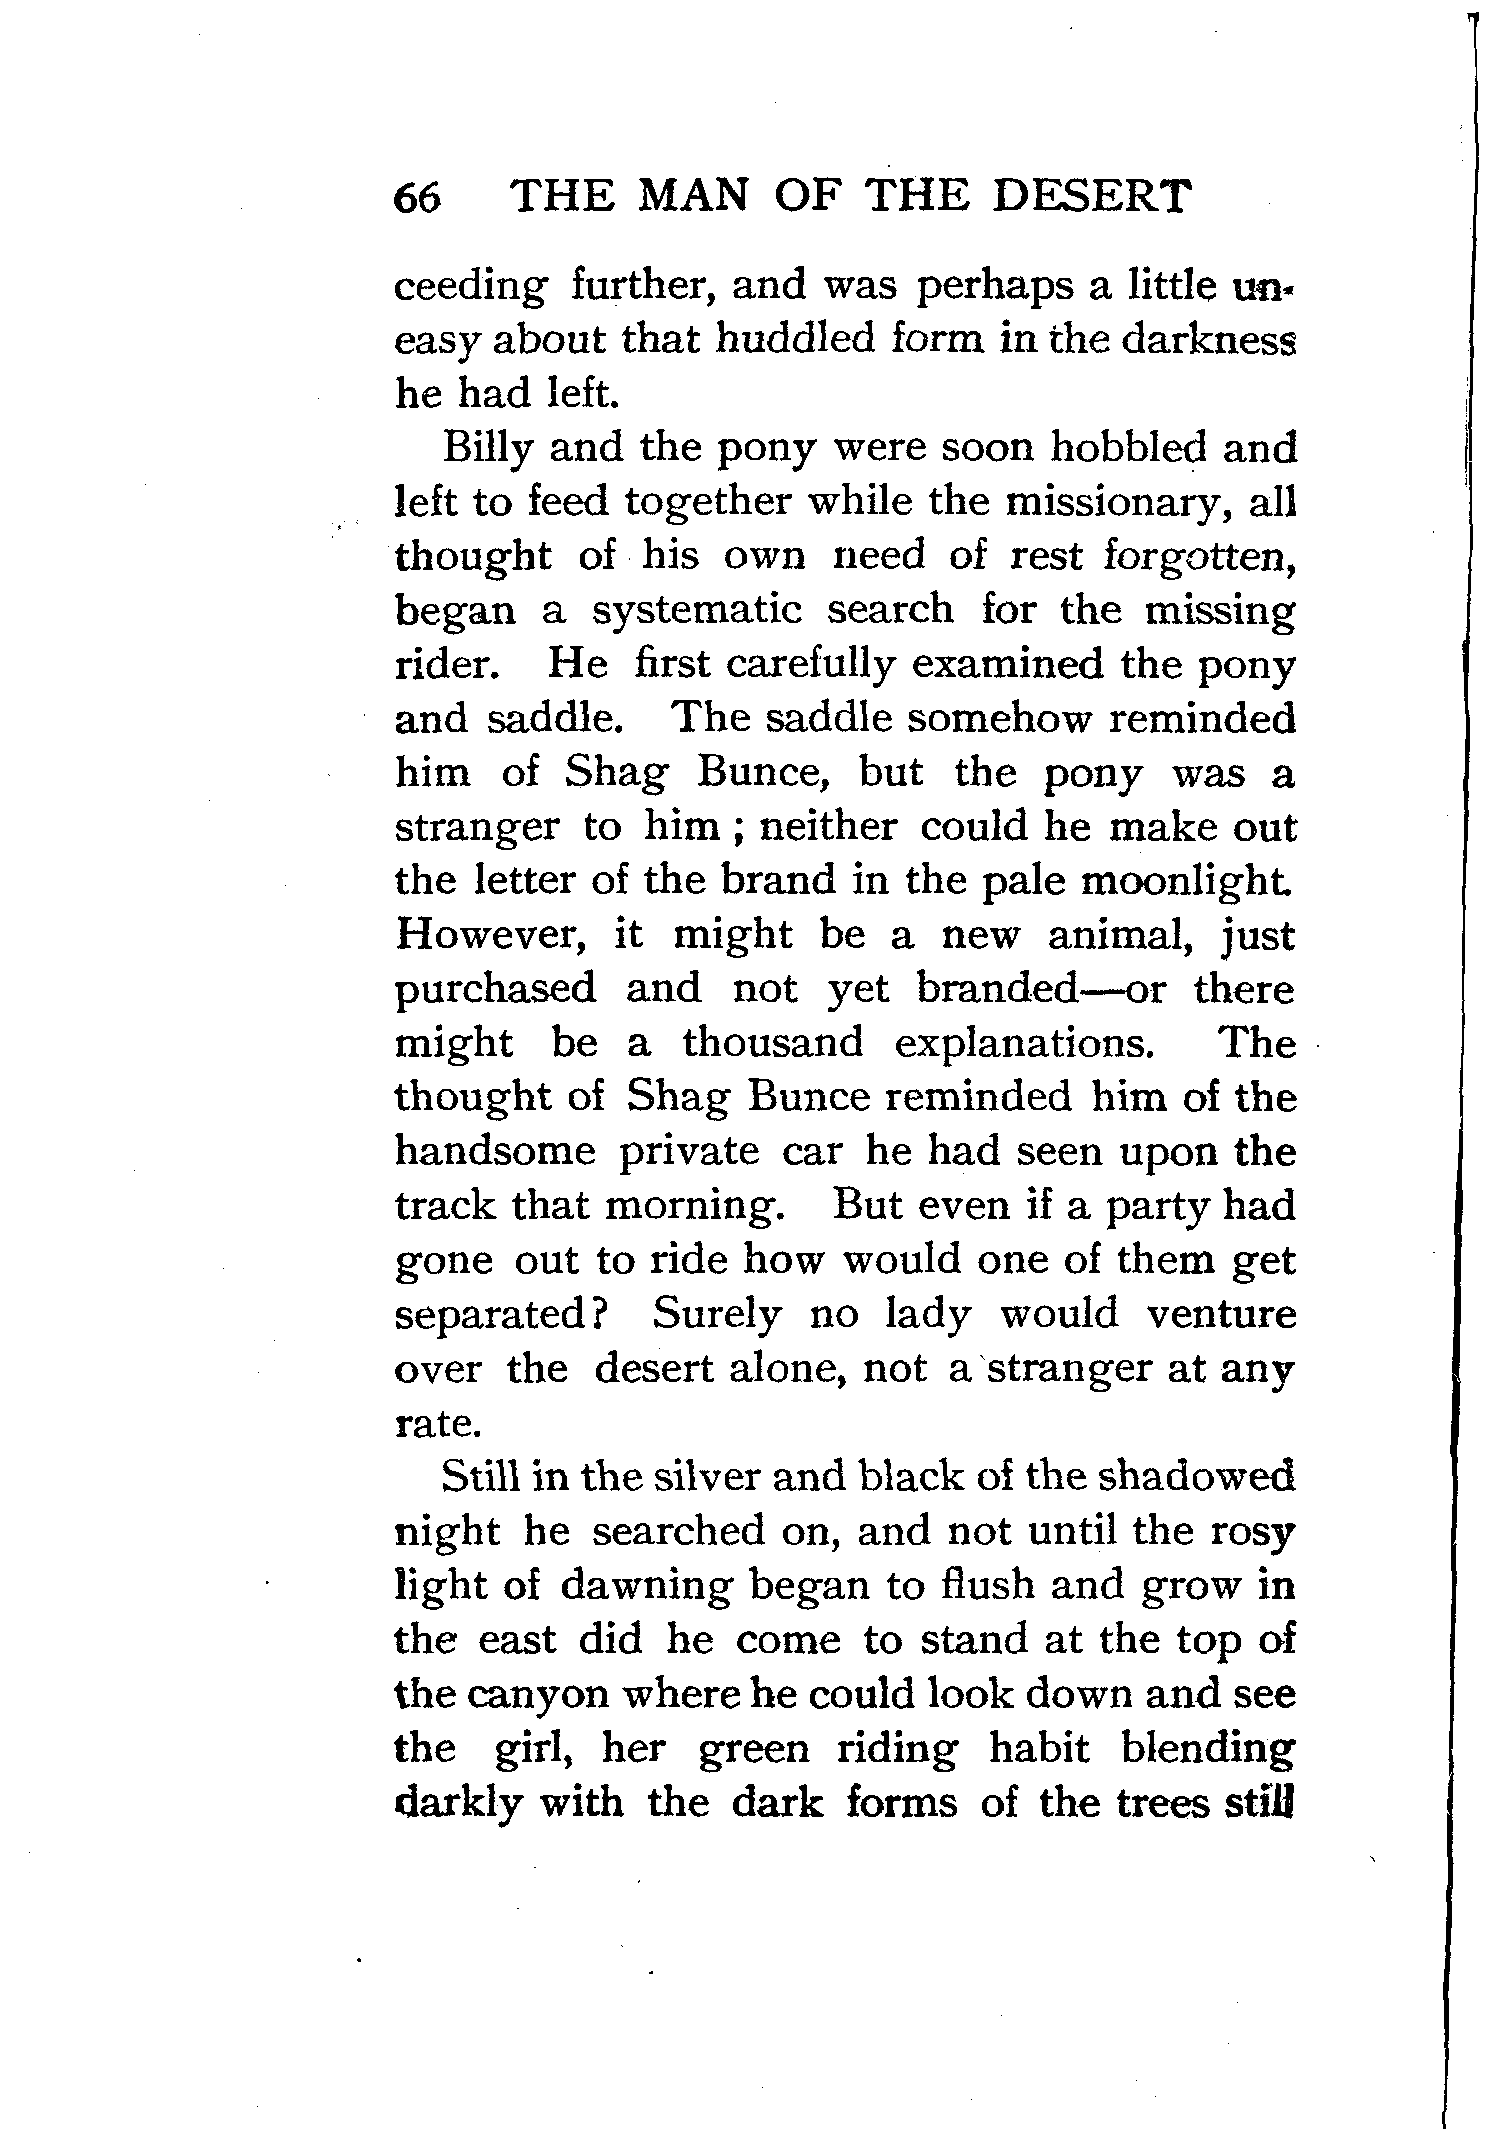 66 THE MAN OF THE DESERT
ceeding further, and was perhaps a little un-
easy about that huddled form in the darkness
he had left.
Billy and the pony were soon hobbled and
left to feed together while the missionary, all
thought of his own need of rest forgotten,
began a systematic search for the missing
rider. He first carefully examined the pony
and saddle. The saddle somehow reminded
him of Shag Bunce, but the pony was a
stranger to him ; neither could he make out
the letter of the brand in the pale moonlight.
However, it might be a new animal, just
purchased and not yet branded—or there
might be a thousand explanations. The
thought of Shag Bunce reminded him of the
handsome private car he had seen upon the
track that morning. But even if a party had
gone out to ride how would one of them get
separated? Surely no lady would venture
over the desert alone, not a stranger at any
rate.
Still in the silver and black of the shadowed
night he searched on, and not until the rosy
light of dawning began to flush and grow in
the east did he come to stand at the top of
the canyon where he could look down and see
the girl, her green riding habit blending
darkly with the dark forms of the trees still